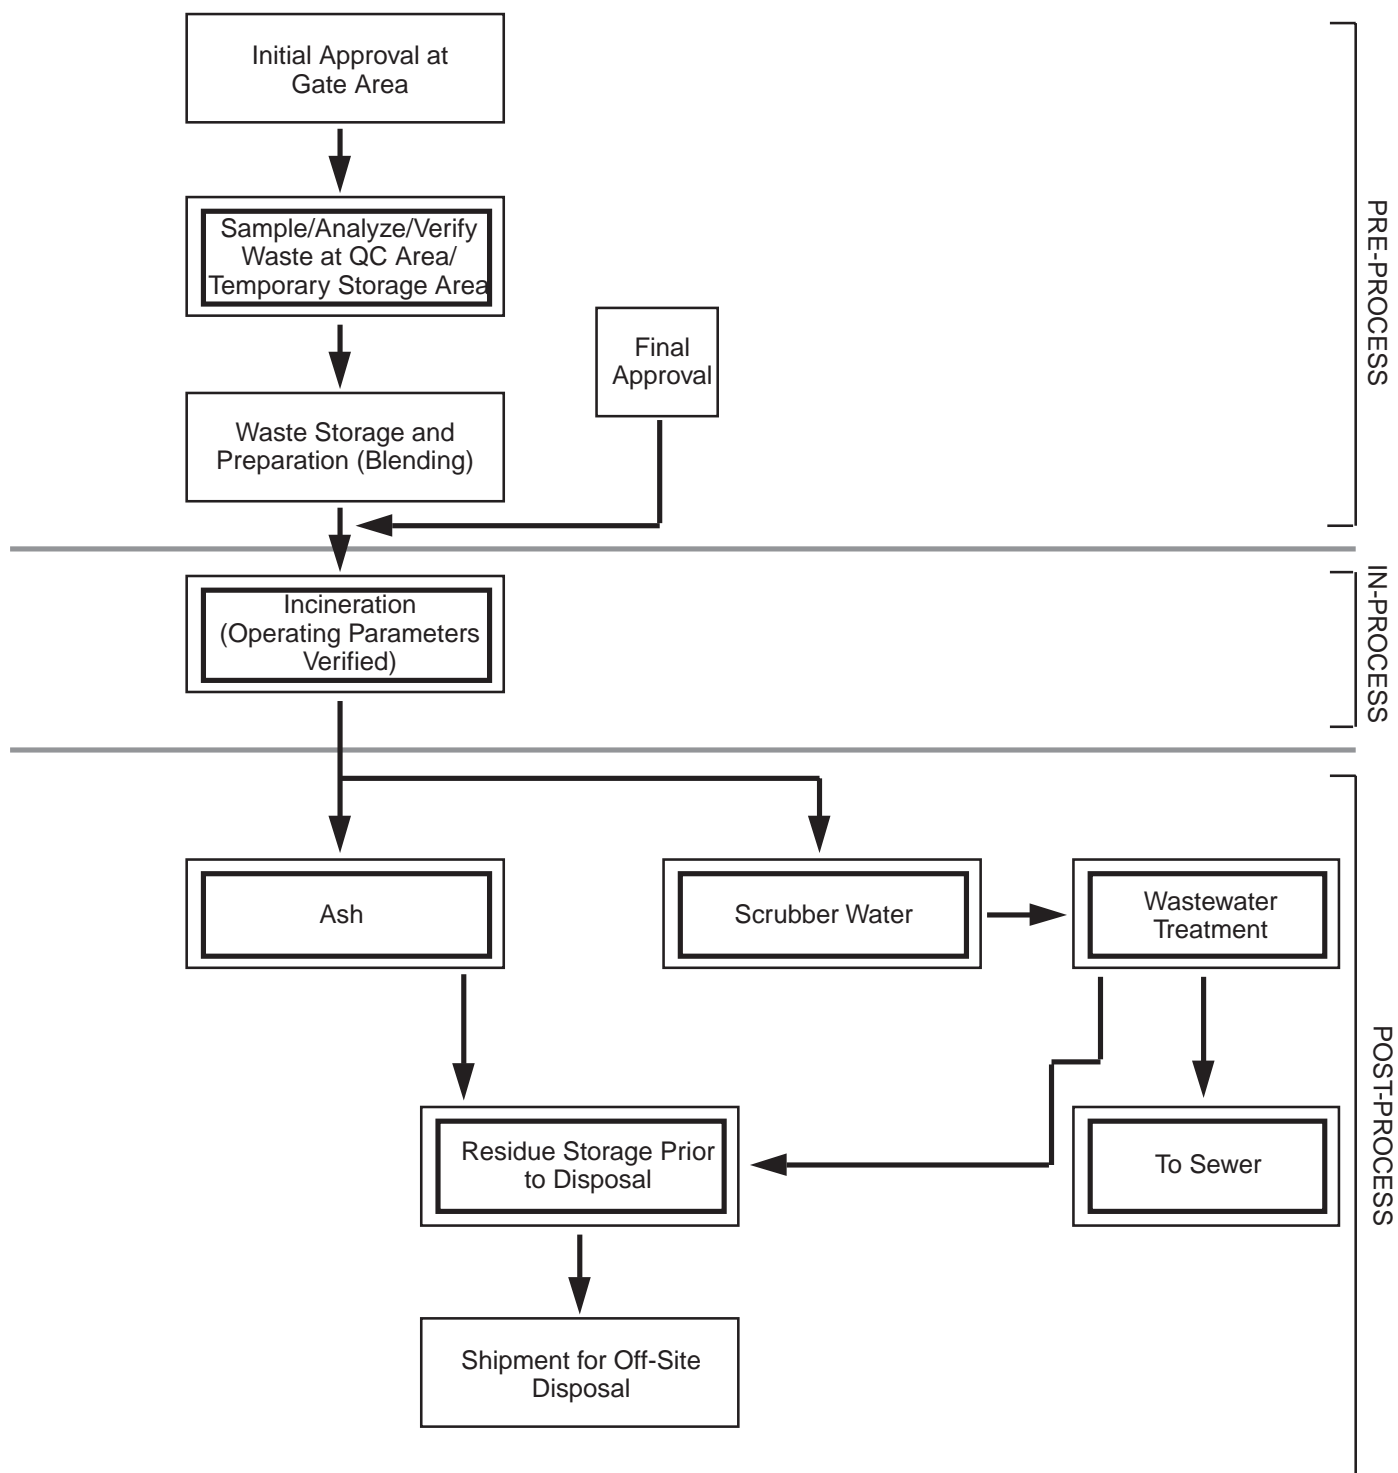 Initial Approval at
Gate Area
Sample/Analyze/Verify
Waste at QC Area/
Temporary Storage Area
Final
Approval
Waste Storage and
Preparation (Blending)
PRE-PROCESS
Incineration
(Operating Parameters
Verified)
IN-PROCESS
Ash
Scrubber Water
Wastewater
Treatment
Residue Storage Prior
to Disposal
To Sewer
Shipment for Off-Site
Disposal
POST-PROCESS